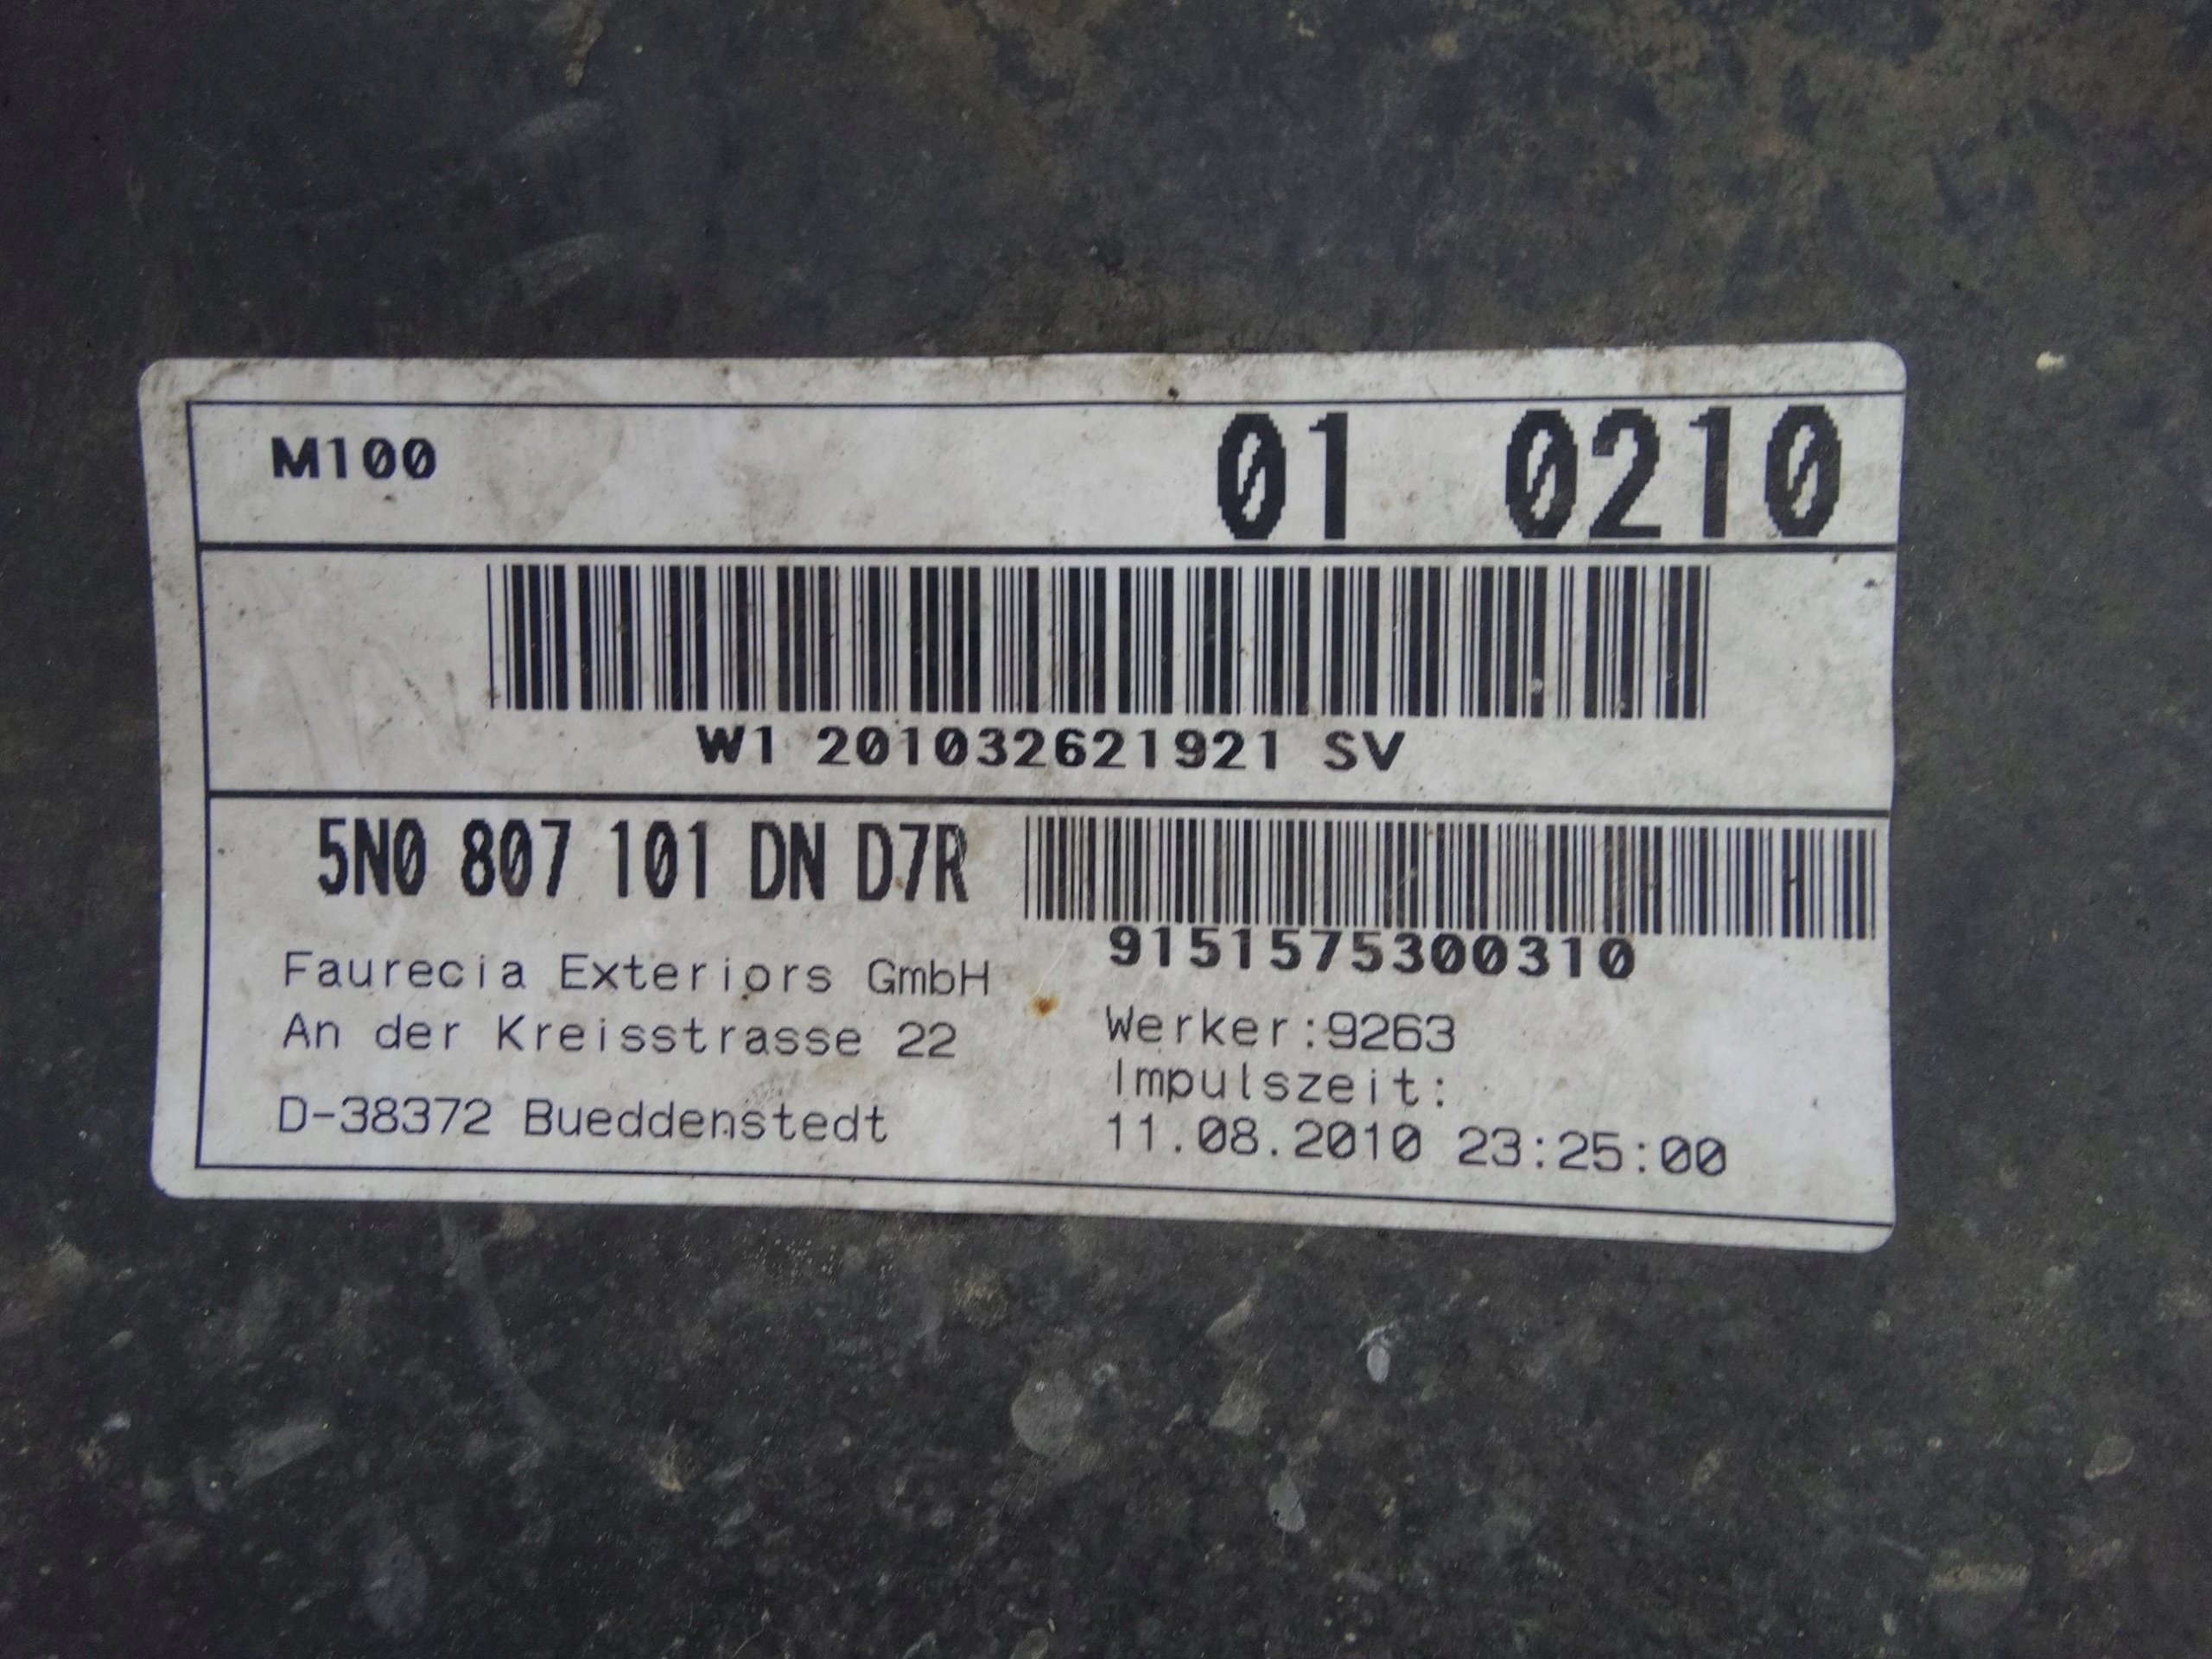 M100 01 0210
W1 201032621921 SV
5N0 807 101 DN D7R
9151575300310
Faurecia Exteriors GmbH
An der Kreisstrasse 22
D-38372 Bueddenstedt
Werker:9263
Impulszeit:
11.08.2010 23:25:00